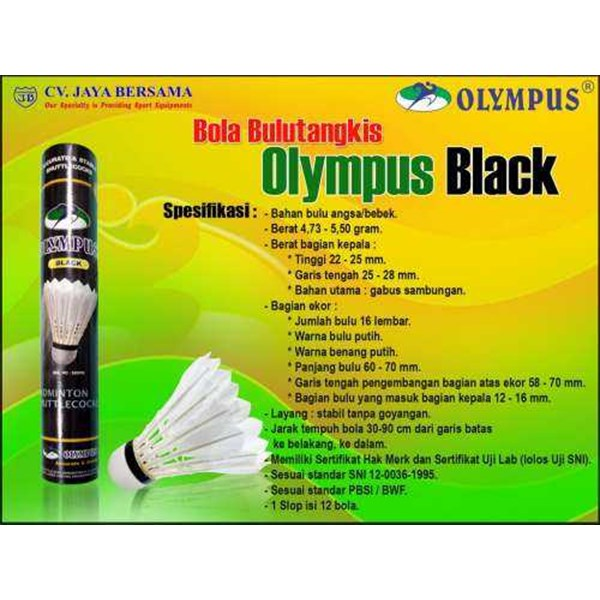 JB CV. JAYA BERSAMA
Our Specialty is Providing Sport Equipments
OLYMPUS®
Bola Bulutangkis
Olympus Black
Spesifikasi :
- Bahan bulu angsa/bebek.
- Berat 4,73 - 5,50 gram.
- Berat bagian kepala :
* Tinggi 22 - 25 mm.
* Garis tengah 25 - 28 mm.
* Bahan utama : gabus sambungan.
- Bagian ekor :
* Jumlah bulu 16 lembar.
* Warna bulu putih.
* Warna benang putih.
* Panjang bulu 60 - 70 mm.
* Garis tengah pengembangan bagian atas ekor 58 - 70 mm.
* Bagian bulu yang masuk bagian kepala 12 - 16 mm.
- Layang : stabil tanpa goyangan.
- Jarak tempuh bola 30-90 cm dari garis batas
ke belakang, ke dalam.
- Memiliki Sertifikat Hak Merk dan Sertifikat Uji Lab (lolos Uji SNI).
- Sesuai standar SNI 12-0036-1995.
- Sesuai standar PBSI / BWF.
- 1 Slop isi 12 bola.
OLYMPUS
BLACK
OLYMPUS